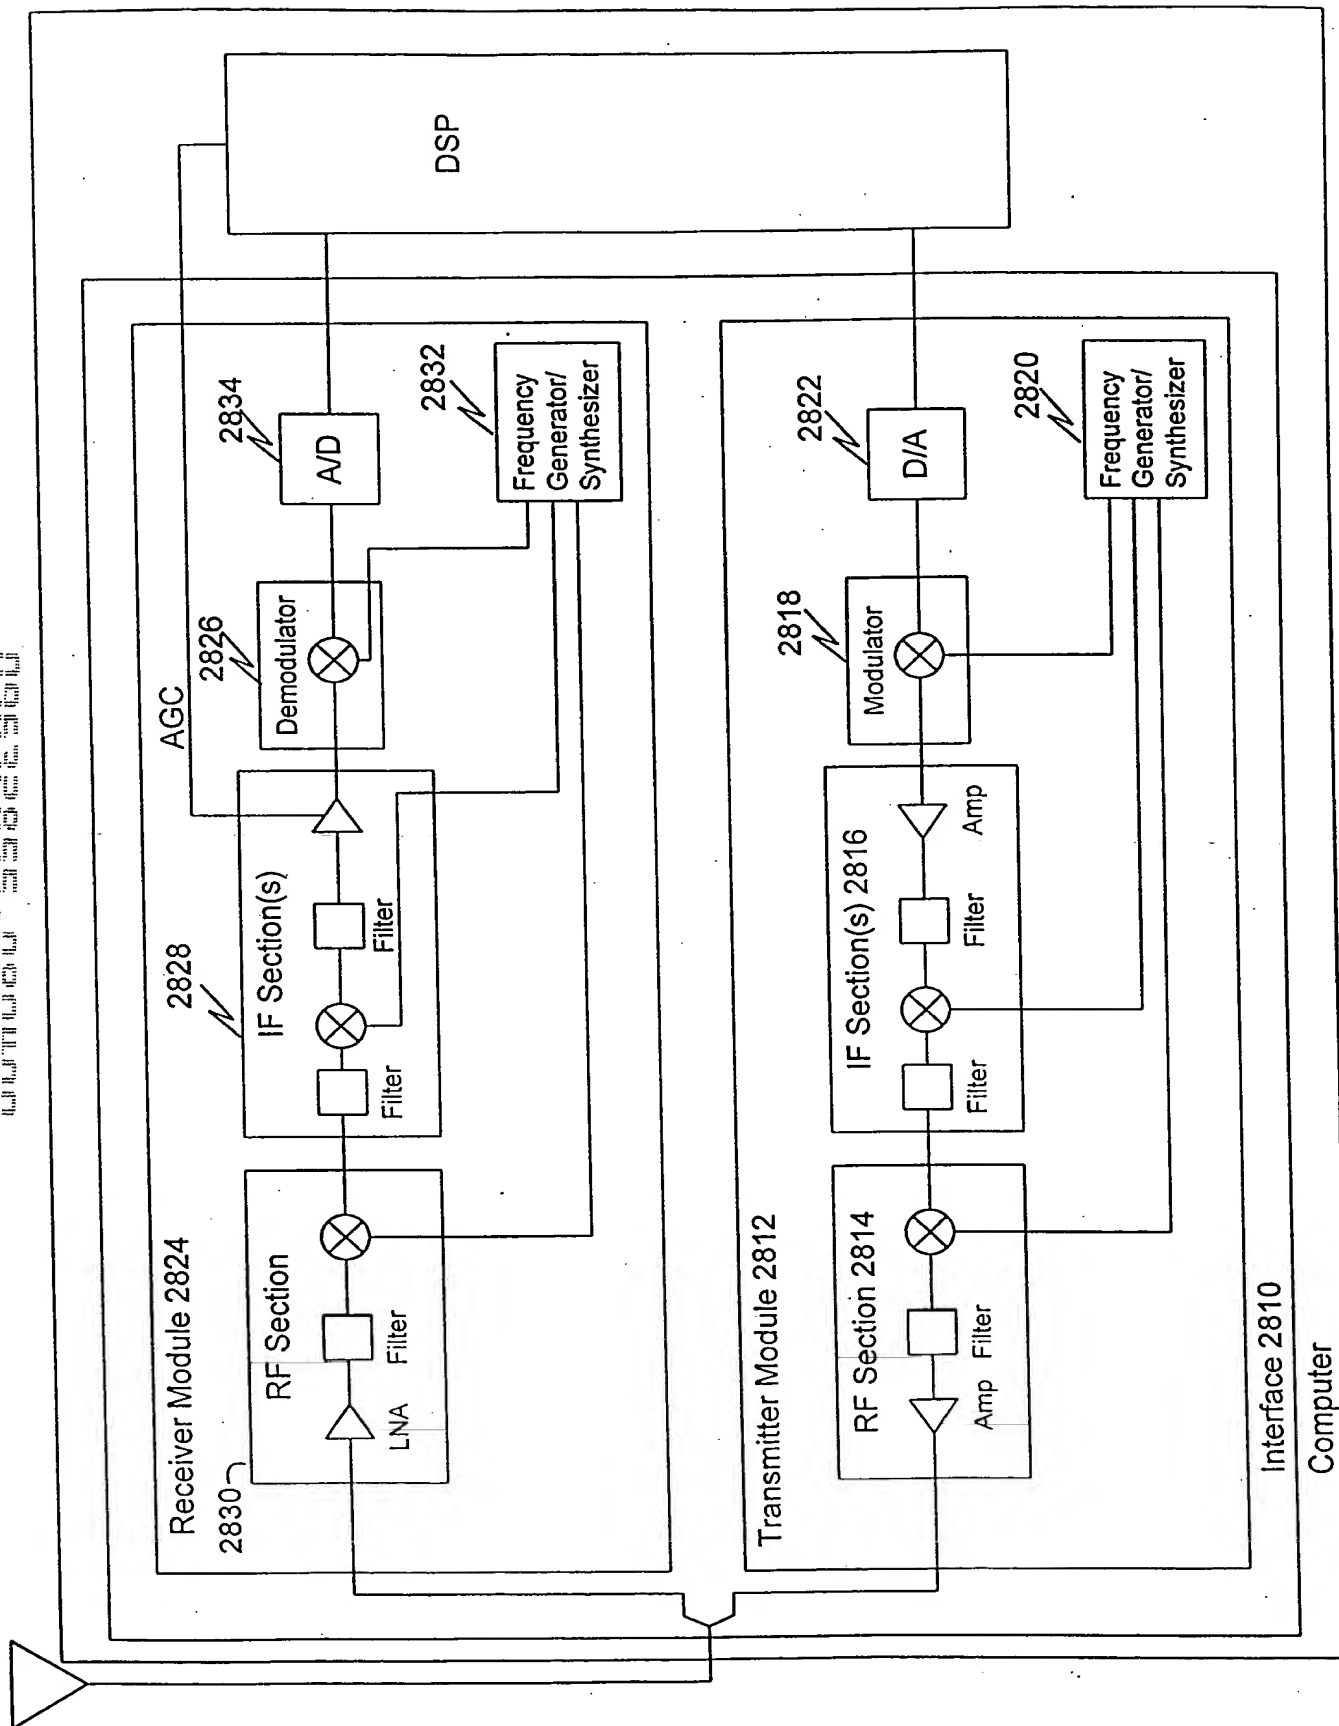 Computer
Interface 2810
DSP
Receiver Module 2824
AGC
2830
RF Section
LNA
Filter
2828
IF Section(s)
Filter
Filter
2826
Demodulator
2834
A/D
2832
Frequency
Generator/
Synthesizer
Transmitter Module 2812
RF Section 2814
Amp
Filter
IF Section(s) 2816
Filter
Filter
Amp
2818
Modulator
2822
D/A
2820
Frequency
Generator/
Synthesizer